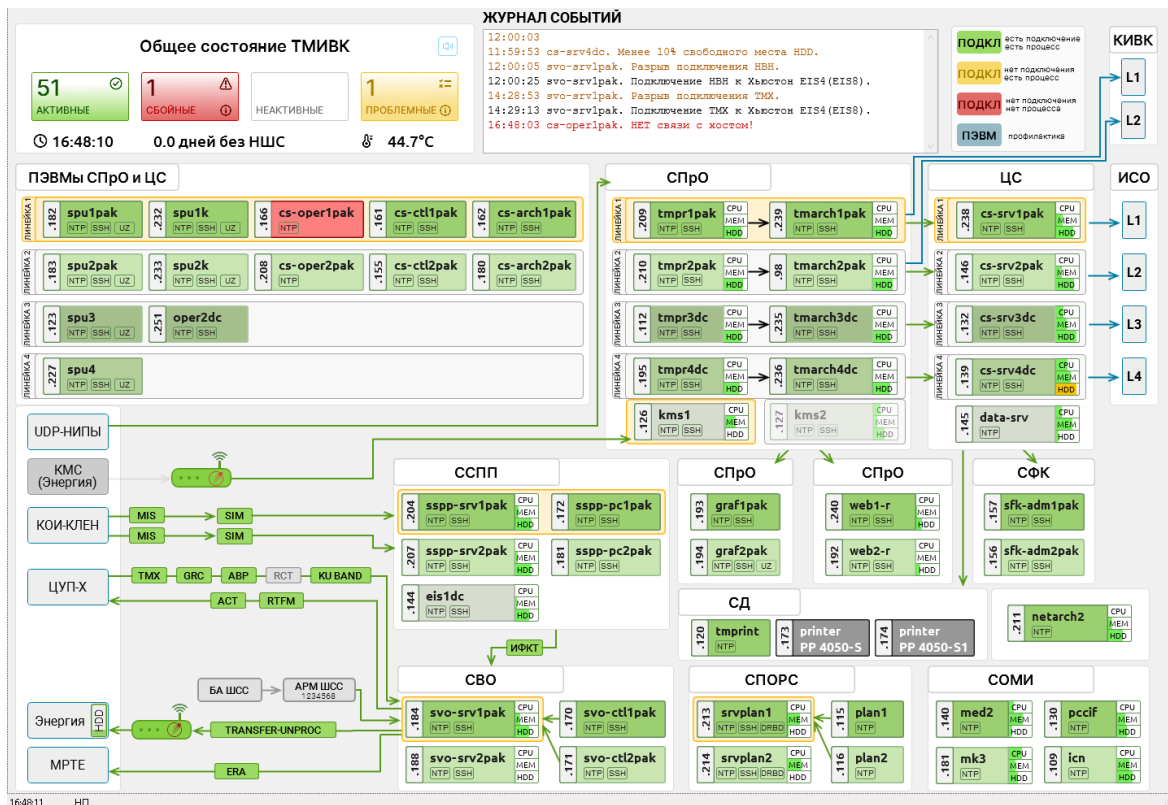 ЖУРНАЛ СОБЫТИЙ
Общее состояние ТМИВК
51
АКТИВНЫЕ
1
СБОЙНЫЕ
НЕАКТИВНЫЕ
1
ПРОБЛЕМНЫЕ
16:48:10
0.0 дней без НШС
44.7°C
12:00:03
11:59:53 cs-srv4dc. Менее 10% свободного места HDD.
12:00:05 svo-srv1pak. Разрыв подключения НВН.
12:00:25 svo-srv1pak. Подключение НВН к Хьюстон EIS4(EIS8).
14:28:53 svo-srv1pak. Разрыв подключения ТМХ.
14:29:13 svo-srv1pak. Подключение ТМХ к Хьюстон EIS4(EIS8).
16:48:03 cs-oper1pak. НЕТ связи с хостом!
ПОДКЛ есть подключение
есть процесс
ПОДКЛ нет подключения
есть процесс
ПОДКЛ нет подключения
нет процесса
ПЭВМ профилактика
КИВК
L1
L2
ПЭВМы СПрО и ЦС
ЛИНЕЙКА 1
.182 spu1pak
NTP SSH UZ
.232 spu1k
NTP SSH UZ
.166 cs-oper1pak
NTP
.161 cs-ctl1pak
NTP SSH
.162 cs-arch1pak
NTP SSH
ЛИНЕЙКА 2
.183 spu2pak
NTP SSH UZ
.233 spu2k
NTP SSH UZ
.208 cs-oper2pak
NTP
.155 cs-ctl2pak
NTP SSH
.180 cs-arch2pak
NTP SSH
ЛИНЕЙКА 3
.123 spu3
NTP SSH UZ
.251 oper2dc
NTP SSH
ЛИНЕЙКА 4
.227 spu4
NTP SSH UZ
СПрО
ЛИНЕЙКА 1
.209 tmpr1pak
NTP SSH
CPU
MEM
HDD
.239 tmarch1pak
NTP SSH
CPU
MEM
HDD
ЛИНЕЙКА 2
.210 tmpr2pak
NTP SSH
CPU
MEM
HDD
.98 tmarch2pak
NTP SSH
CPU
MEM
HDD
ЛИНЕЙКА 3
.112 tmpr3dc
NTP SSH
CPU
MEM
HDD
.235 tmarch3dc
NTP SSH
CPU
MEM
HDD
ЛИНЕЙКА 4
.195 tmpr4dc
NTP SSH
CPU
MEM
HDD
.236 tmarch4dc
NTP SSH
CPU
MEM
HDD
.126 kms1
NTP SSH
CPU
MEM
HDD
.127 kms2
NTP SSH
CPU
MEM
HDD
ЦС
ЛИНЕЙКА 1
.238 cs-srv1pak
NTP SSH
CPU
MEM
HDD
ЛИНЕЙКА 2
.146 cs-srv2pak
NTP SSH
CPU
MEM
HDD
ЛИНЕЙКА 3
.132 cs-srv3dc
NTP SSH
CPU
MEM
HDD
ЛИНЕЙКА 4
.139 cs-srv4dc
NTP SSH
CPU
MEM
HDD
.145 data-srv
NTP
CPU
MEM
HDD
ИСО
L1
L2
L3
L4
UDP-НИПЫ
КМС
(Энергия)
КОИ-КЛЕН
MIS
SIM
MIS
SIM
ЦУП-Х
TMX
GRC
ABP
RCT
KU BAND
ACT
RTFM
БА ШСС
АРМ ШСС
1234568
Энергия
HDD
TRANSFER-UNPROC
МРТЕ
ERA
ССПП
.204 sspp-srv1pak
NTP SSH
CPU
MEM
HDD
.172 sspp-pc1pak
NTP SSH
.207 sspp-srv2pak
NTP SSH
CPU
MEM
HDD
.181 sspp-pc2pak
NTP SSH
.144 eis1dc
NTP SSH
CPU
MEM
HDD
ИФКТ
СПрО
.193 graf1pak
NTP SSH
.194 graf2pak
NTP SSH UZ
СПрО
.240 web1-r
NTP SSH
CPU
MEM
HDD
.192 web2-r
NTP SSH
CPU
MEM
HDD
СФК
.157 sfk-adm1pak
NTP SSH
.156 sfk-adm2pak
NTP SSH
СД
.120 tmprint
NTP
.173 printer
PP 4050-S
.174 printer
PP 4050-S1
.211 netarch2
NTP
CPU
MEM
HDD
СВО
.184 svo-srv1pak
NTP SSH
CPU
MEM
HDD
.170 svo-ctl1pak
NTP SSH
.188 svo-srv2pak
NTP SSH
CPU
MEM
HDD
.171 svo-ctl2pak
NTP SSH
СПОРС
.213 srvplan1
NTP SSH DRBD
CPU
MEM
HDD
.115 plan1
NTP
.214 srvplan2
NTP SSH DRBD
CPU
MEM
HDD
.116 plan2
NTP
СОМИ
.140 med2
NTP
CPU
MEM
HDD
.130 pccif
NTP
CPU
MEM
HDD
.181 mk3
NTP
CPU
MEM
HDD
.109 icn
NTP
CPU
MEM
HDD
16:48:11 НП